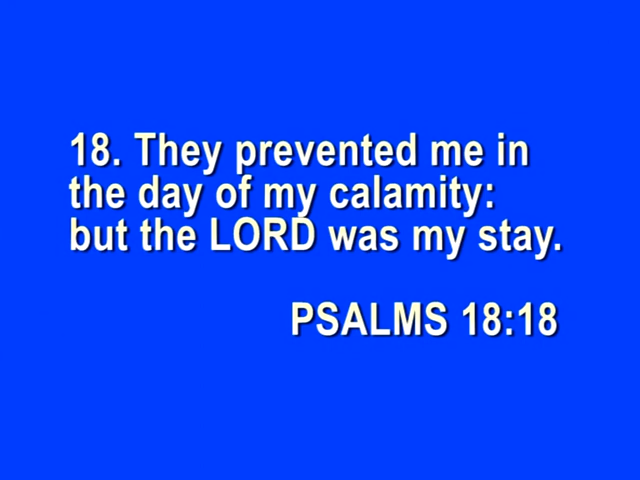 18. They prevented me in
the day of my calamity:
but the LORD was my stay.
PSALMS 18:18